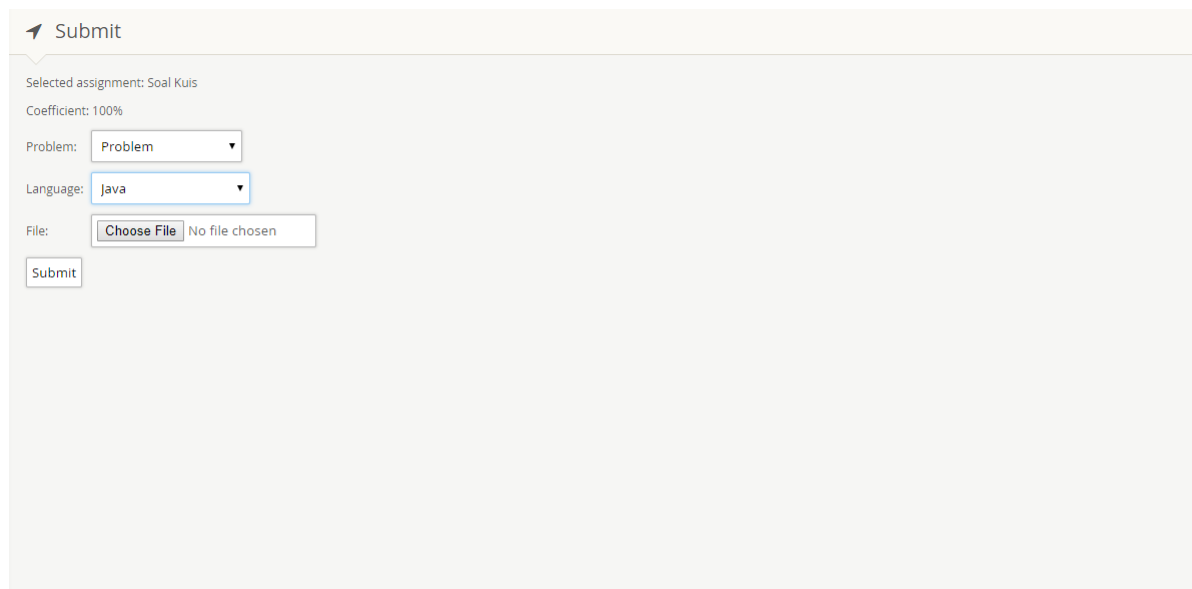 Submit
Selected assignment: Soal Kuis
Coefficient: 100%
Problem: Problem
Language: Java
File: Choose File No file chosen
Submit